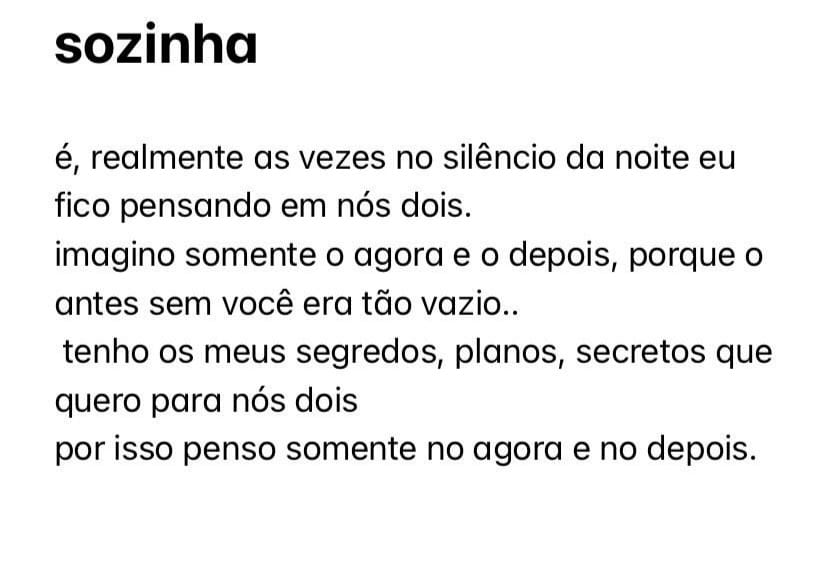 sozinha
é, realmente as vezes no silêncio da noite eu
fico pensando em nós dois.
imagino somente o agora e o depois, porque o
antes sem você era tão vazio..
tenho os meus segredos, planos, secretos que
quero para nós dois
por isso penso somente no agora e no depois.